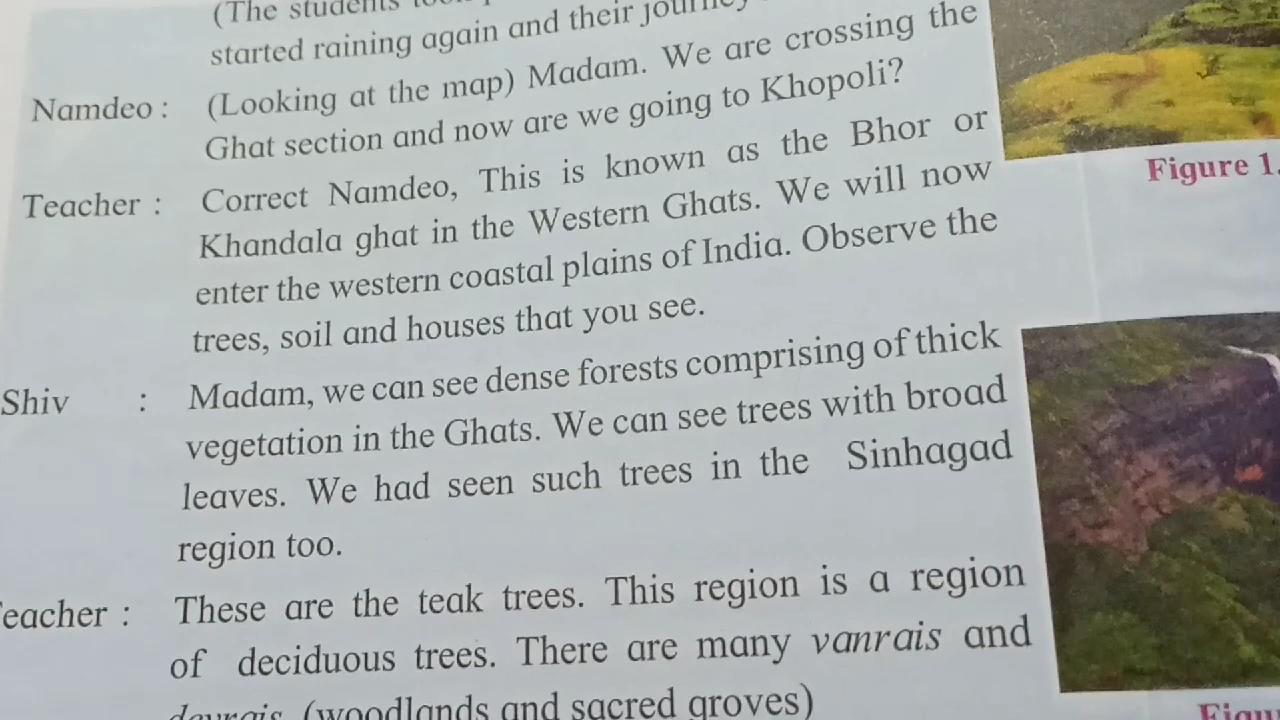 (The students
started raining again and their journey
Namdeo : (Looking at the map) Madam. We are crossing the
Ghat section and now are we going to Khopoli?
Teacher : Correct Namdeo, This is known as the Bhor or
Khandala ghat in the Western Ghats. We will now
enter the western coastal plains of India. Observe the
trees, soil and houses that you see.
Shiv : Madam, we can see dense forests comprising of thick
vegetation in the Ghats. We can see trees with broad
leaves. We had seen such trees in the Sinhagad
region too.
eacher : These are the teak trees. This region is a region
of deciduous trees. There are many vanrais and
devrais (woodlands and sacred groves)
Figure 1.